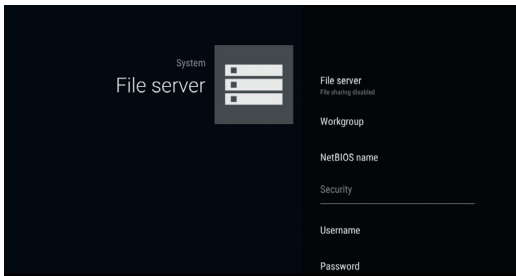 System
File server
File server
File sharing disabled
Workgroup
NetBIOS name
Security
Username
Password